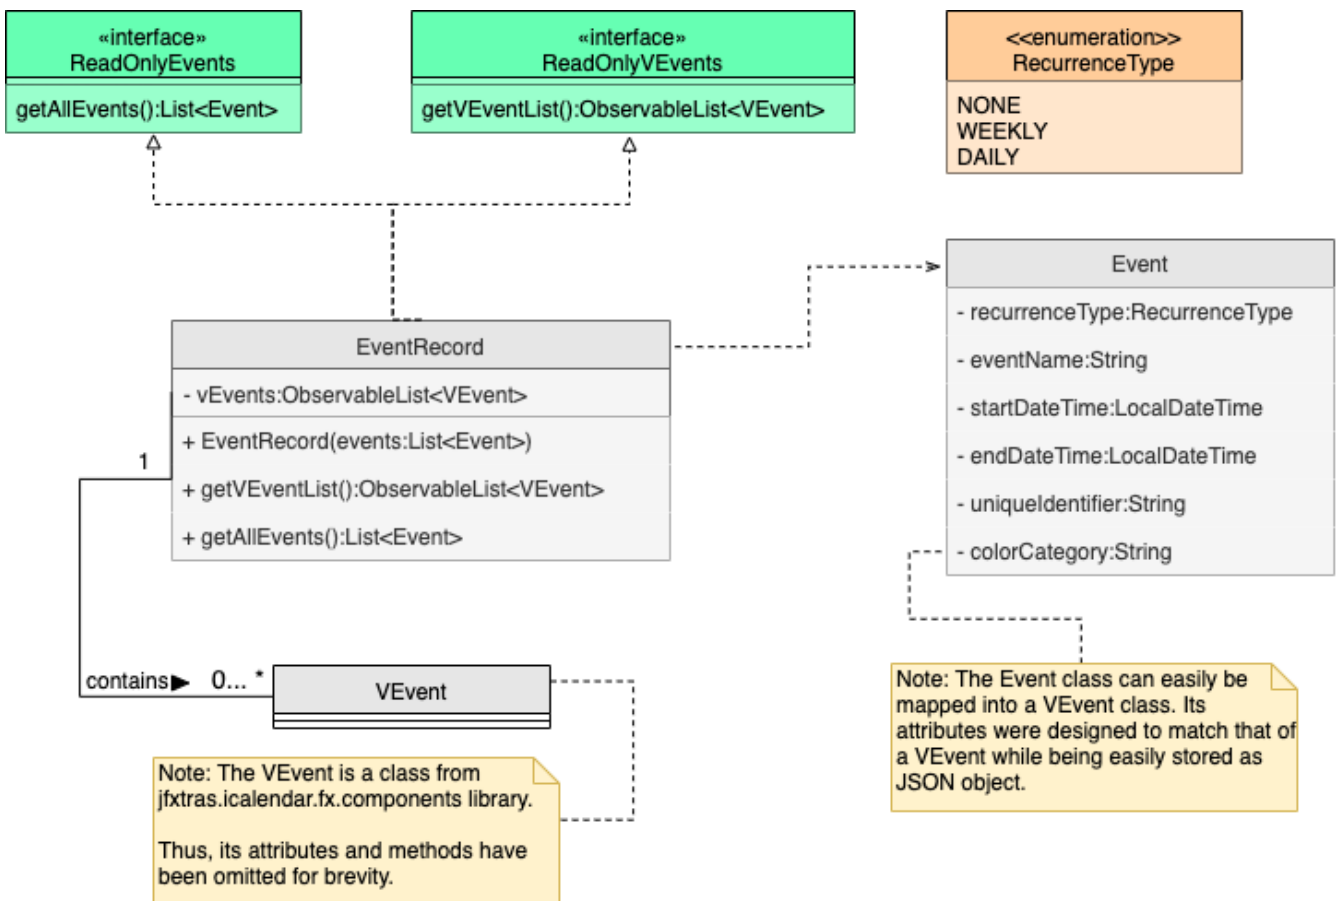 «interface»
ReadOnlyEvents
getAllEvents():List<Event>
«interface»
ReadOnlyVEvents
getVEventList():ObservableList<VEvent>
<<enumeration>>
RecurrenceType
NONE
WEEKLY
DAILY
Event
- recurrenceType:RecurrenceType
- eventName:String
- startDateTime:LocalDateTime
- endDateTime:LocalDateTime
- uniqueIdentifier:String
- colorCategory:String
EventRecord
- vEvents:ObservableList<VEvent>
+ EventRecord(events:List<Event>)
+ getVEventList():ObservableList<VEvent>
+ getAllEvents():List<Event>
1
contains▶ 0... *
VEvent
Note: The VEvent is a class from
jfxtras.icalendar.fx.components library.
Thus, its attributes and methods have
been omitted for brevity.
Note: The Event class can easily be
mapped into a VEvent class. Its
attributes were designed to match that of
a VEvent while being easily stored as
JSON object.